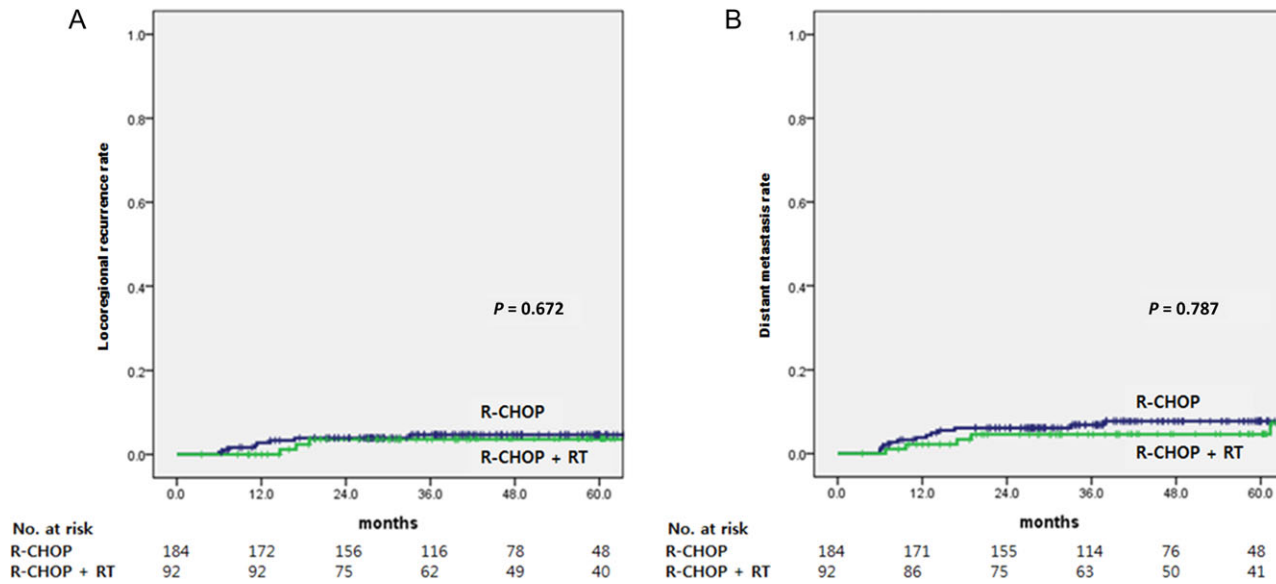 A
Locoregional recurrence rate
1.0
0.8
0.6
0.4
0.2
0.0
P = 0.672
R-CHOP
R-CHOP + RT
0.0 12.0 24.0 36.0 48.0 60.0
months
No. at risk
R-CHOP 184 172 156 116 78 48
R-CHOP + RT 92 92 75 62 49 40
B
Distant metastasis rate
1.0
0.8
0.6
0.4
0.2
0.0
P = 0.787
R-CHOP
R-CHOP + RT
0.0 12.0 24.0 36.0 48.0 60.0
months
No. at risk
R-CHOP 184 171 155 114 76 48
R-CHOP + RT 92 86 75 63 50 41